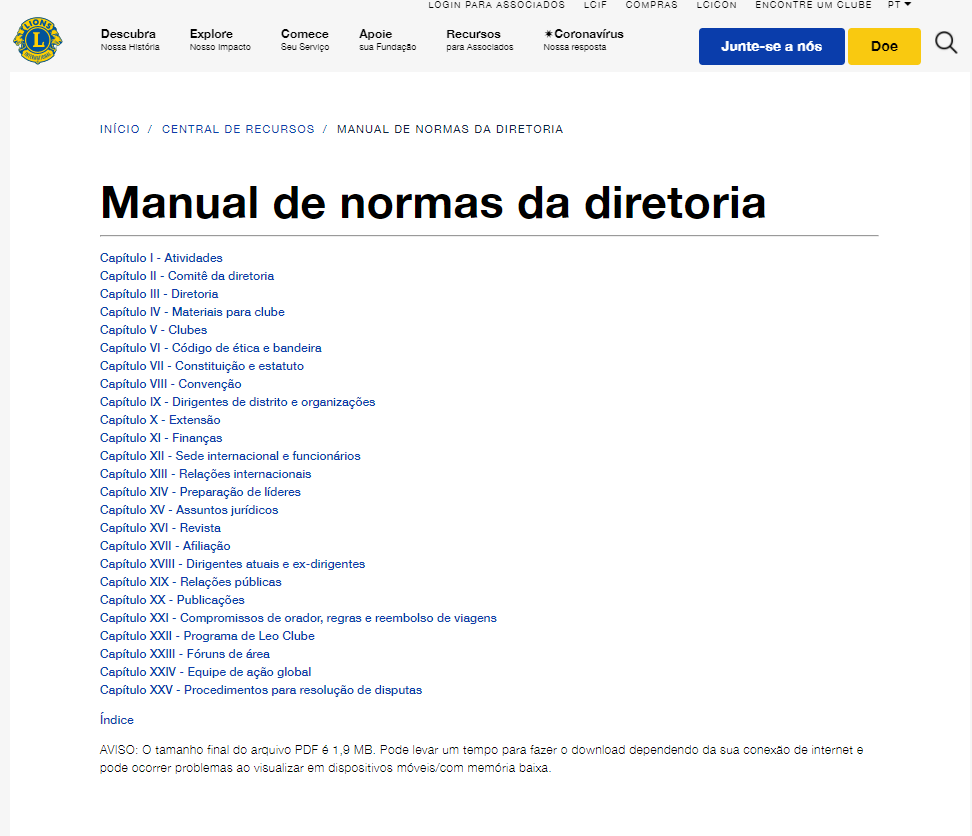 LOGIN PARA ASSOCIADOS LCIF COMPRAS LCICON ENCONTRE UM CLUBE PT
LIONS
L
INTERNATIONAL
Descubra Explore Comece Apoie Recursos ✷Coronavírus
Nossa História Nosso Impacto Seu Serviço sua Fundação para Associados Nossa resposta
Junte-se a nós Doe
INÍCIO / CENTRAL DE RECURSOS / MANUAL DE NORMAS DA DIRETORIA
Manual de normas da diretoria
Capítulo I - Atividades
Capítulo II - Comitê da diretoria
Capítulo III - Diretoria
Capítulo IV - Materiais para clube
Capítulo V - Clubes
Capítulo VI - Código de ética e bandeira
Capítulo VII - Constituição e estatuto
Capítulo VIII - Convenção
Capítulo IX - Dirigentes de distrito e organizações
Capítulo X - Extensão
Capítulo XI - Finanças
Capítulo XII - Sede internacional e funcionários
Capítulo XIII - Relações internacionais
Capítulo XIV - Preparação de líderes
Capítulo XV - Assuntos jurídicos
Capítulo XVI - Revista
Capítulo XVII - Afiliação
Capítulo XVIII - Dirigentes atuais e ex-dirigentes
Capítulo XIX - Relações públicas
Capítulo XX - Publicações
Capítulo XXI - Compromissos de orador, regras e reembolso de viagens
Capítulo XXII - Programa de Leo Clube
Capítulo XXIII - Fóruns de área
Capítulo XXIV - Equipe de ação global
Capítulo XXV - Procedimentos para resolução de disputas
Índice
AVISO: O tamanho final do arquivo PDF é 1,9 MB. Pode levar um tempo para fazer o download dependendo da sua conexão de internet e
pode ocorrer problemas ao visualizar em dispositivos móveis/com memória baixa.